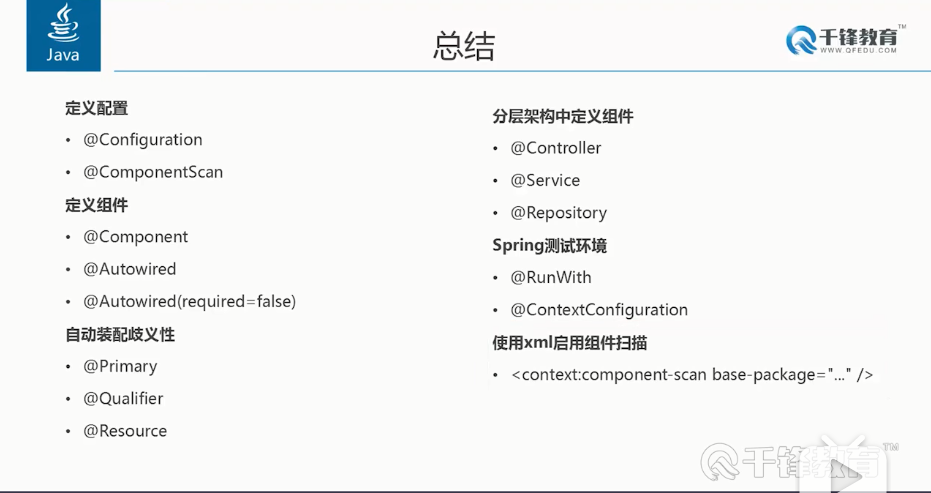 Java
总结
千锋教育™
WWW.QFEDU.COM
定义配置
• @Configuration
• @ComponentScan
定义组件
• @Component
• @Autowired
• @Autowired(required=false)
自动装配歧义性
• @Primary
• @Qualifier
• @Resource
分层架构中定义组件
• @Controller
• @Service
• @Repository
Spring测试环境
• @RunWith
• @ContextConfiguration
使用xml启用组件扫描
• <context:component-scan base-package="..." />
千锋教育™